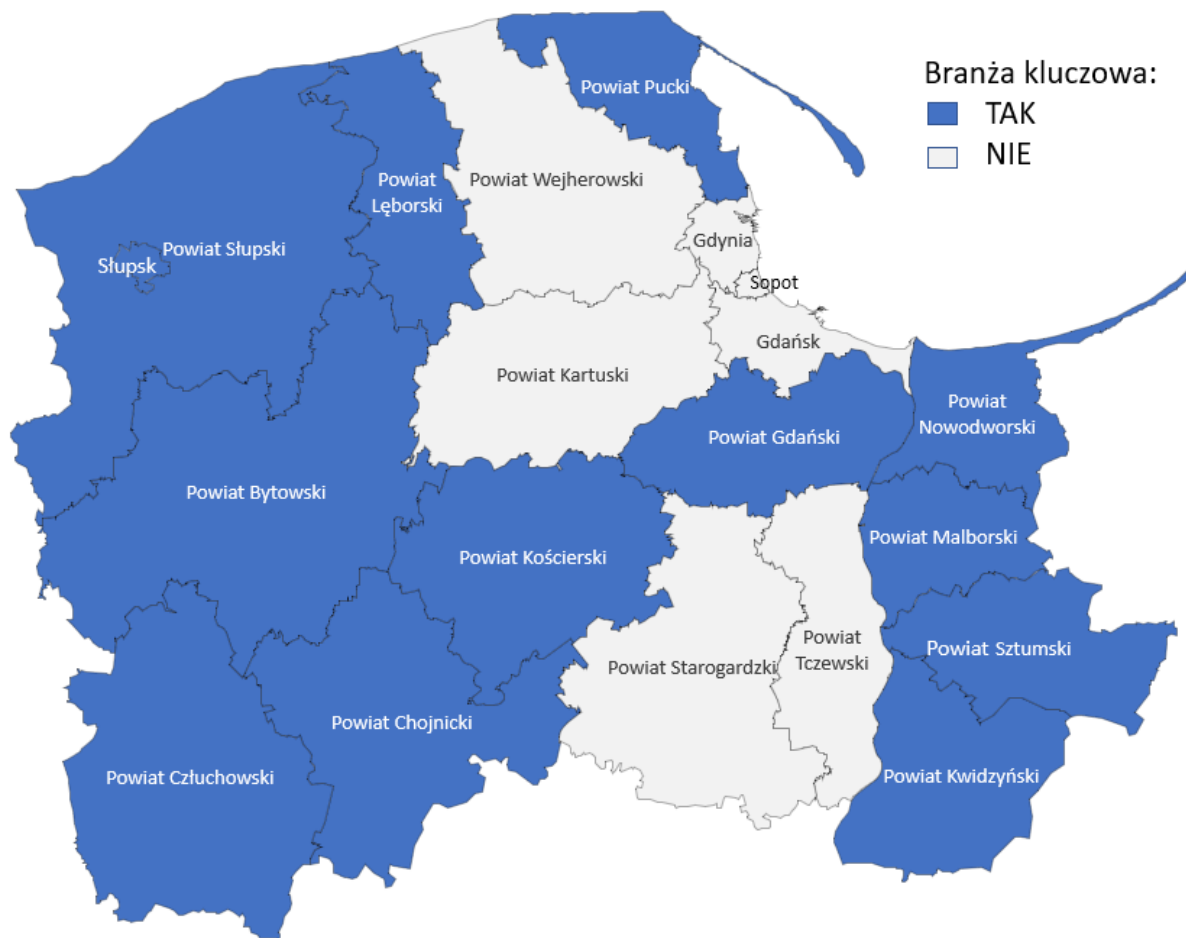 Branża kluczowa:
TAK
NIE
Powiat Pucki
Powiat Wejherowski
Powiat
Lęborski
Gdynia
Powiat Słupski
Słupsk
Sopot
Gdańsk
Powiat Kartuski
Powiat
Nowodworski
Powiat Gdański
Powiat Bytowski
Powiat Malborski
Powiat Kościerski
Powiat
Tczewski
Powiat Sztumski
Powiat Starogardzki
Powiat Chojnicki
Powiat Człuchowski
Powiat Kwidzyński